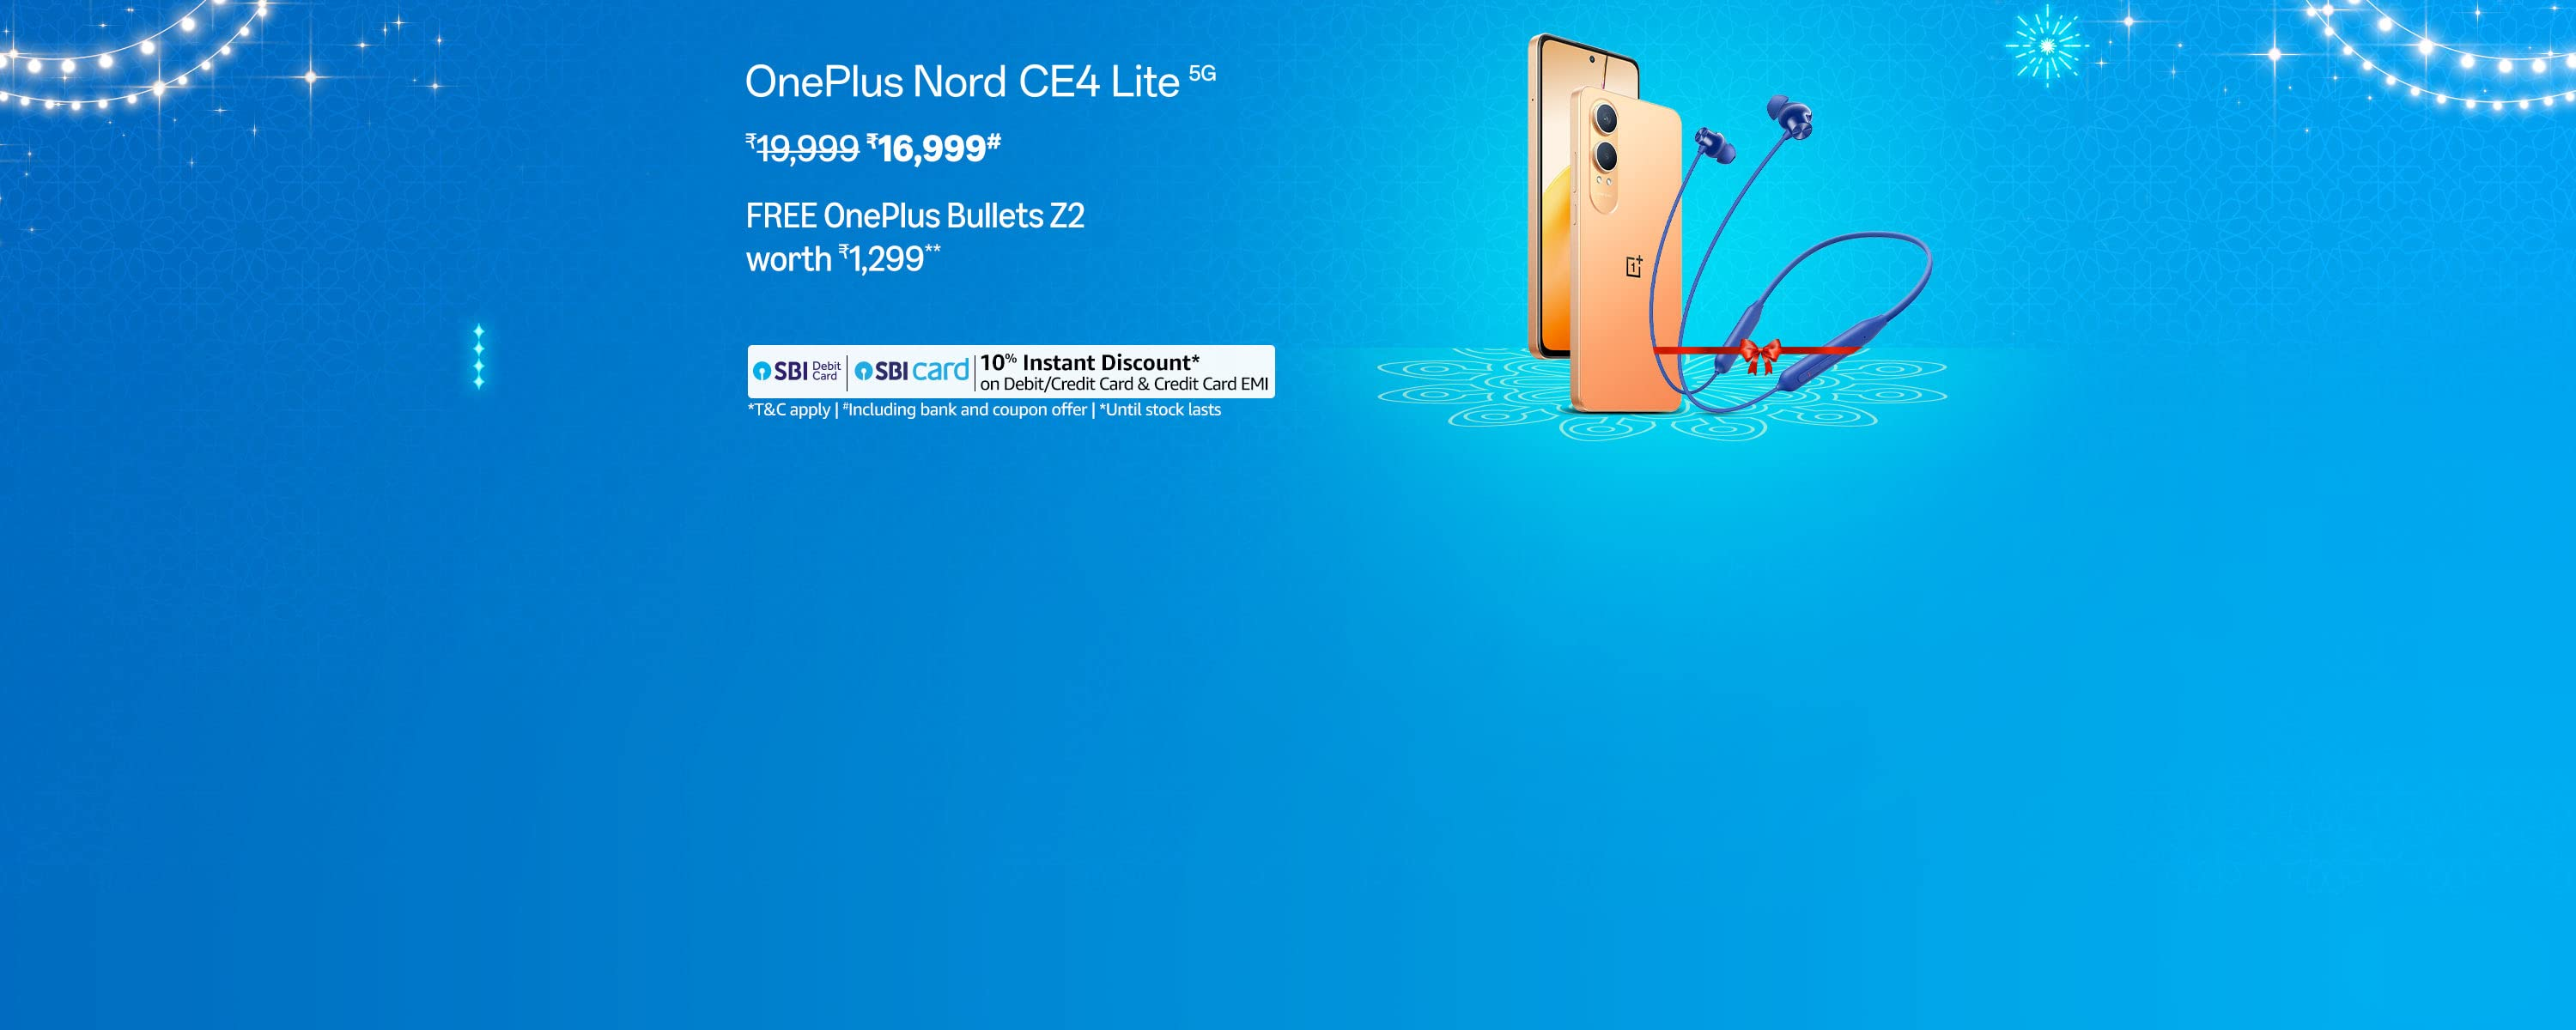 OnePlus Nord CE4 Lite 5G
₹19,999 ₹16,999#
FREE OnePlus Bullets Z2
worth ₹1,299**
SBI Debit Card | SBI card | 10% Instant Discount*
on Debit/Credit Card & Credit Card EMI
*T&C apply | #Including bank and coupon offer | *Until stock lasts